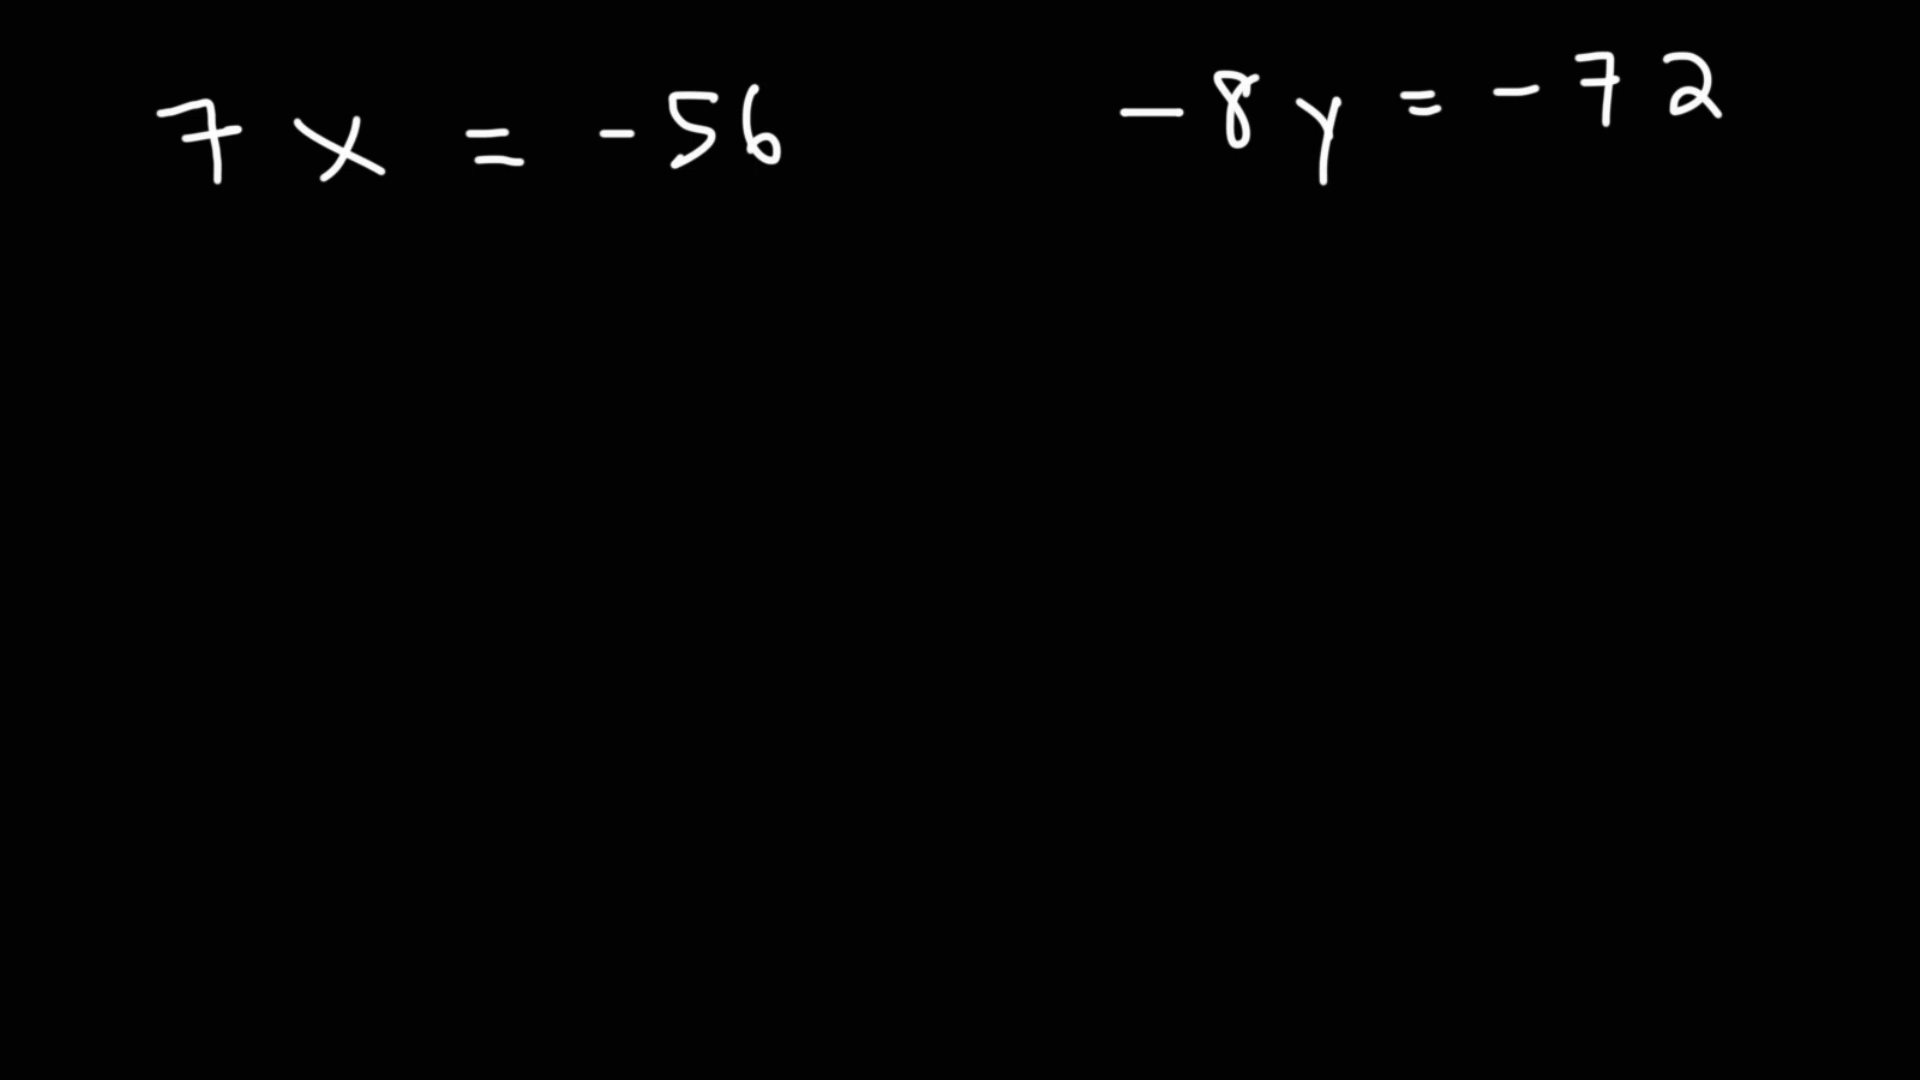 7x = -56
-8y = -72